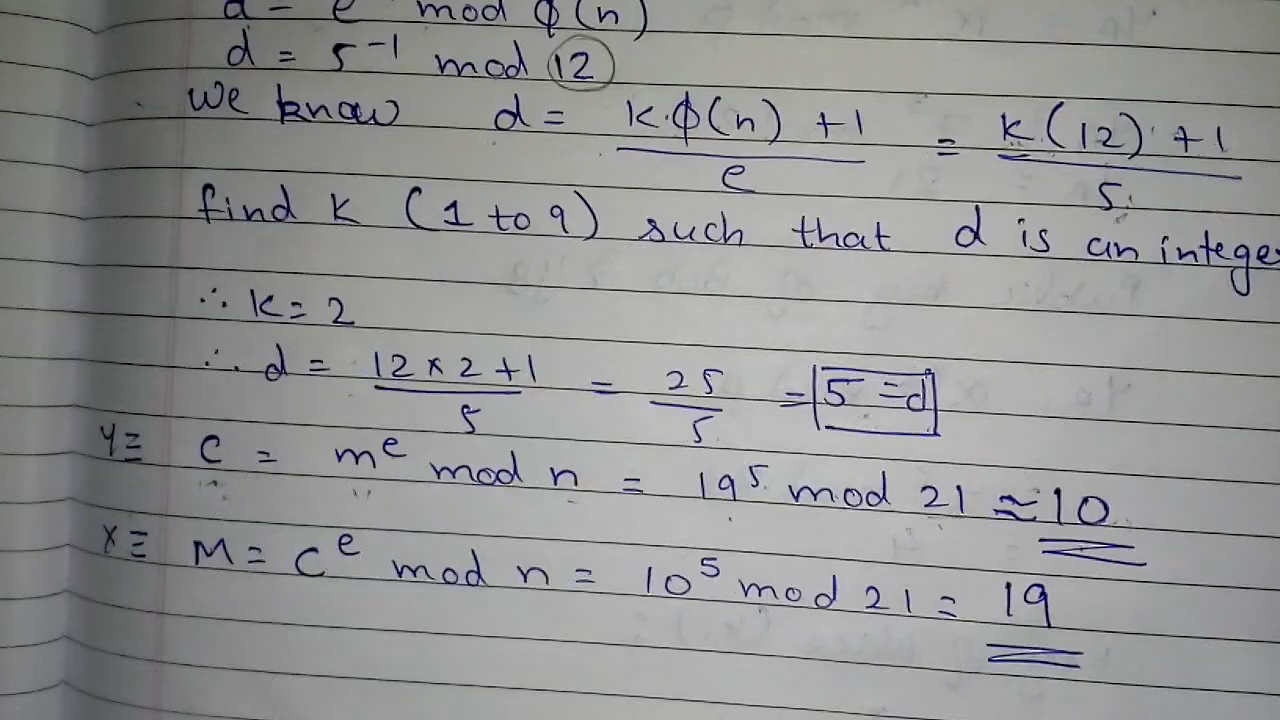 d = e mod ϕ(n)
d = 5⁻¹ mod 12
We know d = k.ϕ(n) + 1 / e = k.(12) + 1 / 5
find k (1 to 9) such that d is an intege
∴ k = 2
∴ d = 12 × 2 + 1 / 5 = 25 / 5 = 5 = d
Y≡ C = mᵉ mod n = 19⁵ mod 21 ≈ 10
X≡ M = Cᵉ mod n = 10⁵ mod 21 = 19